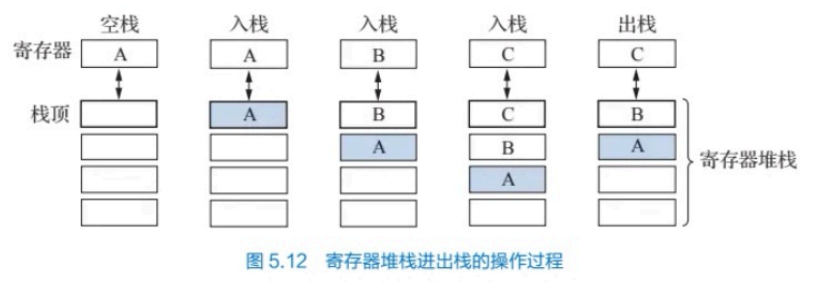 空栈 入栈 入栈 入栈 出栈
寄存器 A A B C C
栈顶 A B C B
A B A
A
寄存器堆栈
图 5.12 寄存器堆栈进出栈的操作过程